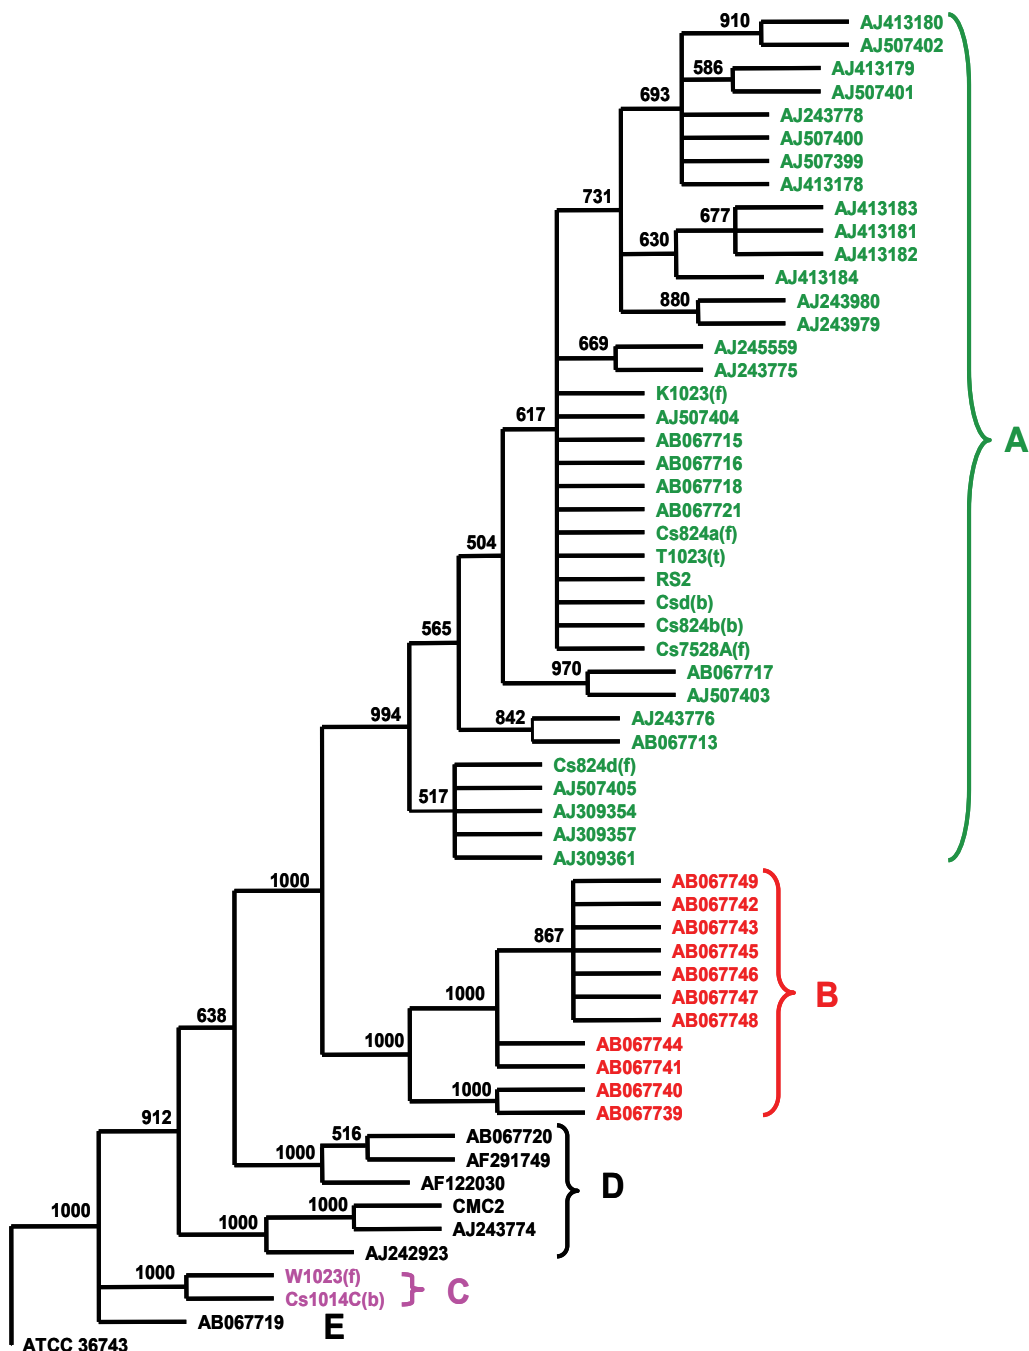 910 AJ413180
AJ507402
586 AJ413179
693 AJ507401
AJ243778
AJ507400
AJ507399
AJ413178
731 AJ413183
677 AJ413181
630 AJ413182
AJ413184
880 AJ243980
AJ243979
669 AJ245559
AJ243775
K1023(f)
617 AJ507404
A
AB067715
AB067716
AB067718
AB067721
Cs824a(f)
504 T1023(t)
RS2
Csd(b)
565 Cs824b(b)
Cs7528A(f)
970 AB067717
AJ507403
994 842 AJ243776
AB067713
Cs824d(f)
517 AJ507405
AJ309354
AJ309357
AJ309361
1000 AB067749
AB067742
AB067743
867 AB067745
AB067746
1000 AB067747
B
638 AB067748
1000 AB067744
AB067741
1000 AB067740
AB067739
912 516 AB067720
1000 AF291749
AF122030
D
1000 1000 CMC2
1000 AJ243774
AJ242923
1000 W1023(f)
Cs1014C(b)
C
AB067719
E
ATCC 36743